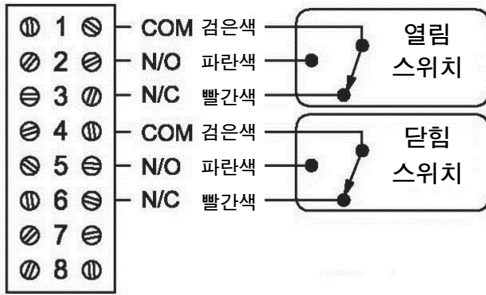 1 COM 검은색
2 N/O 파란색
3 N/C 빨간색
열림
스위치
4 COM 검은색
5 N/O 파란색
6 N/C 빨간색
닫힘
스위치
7
8